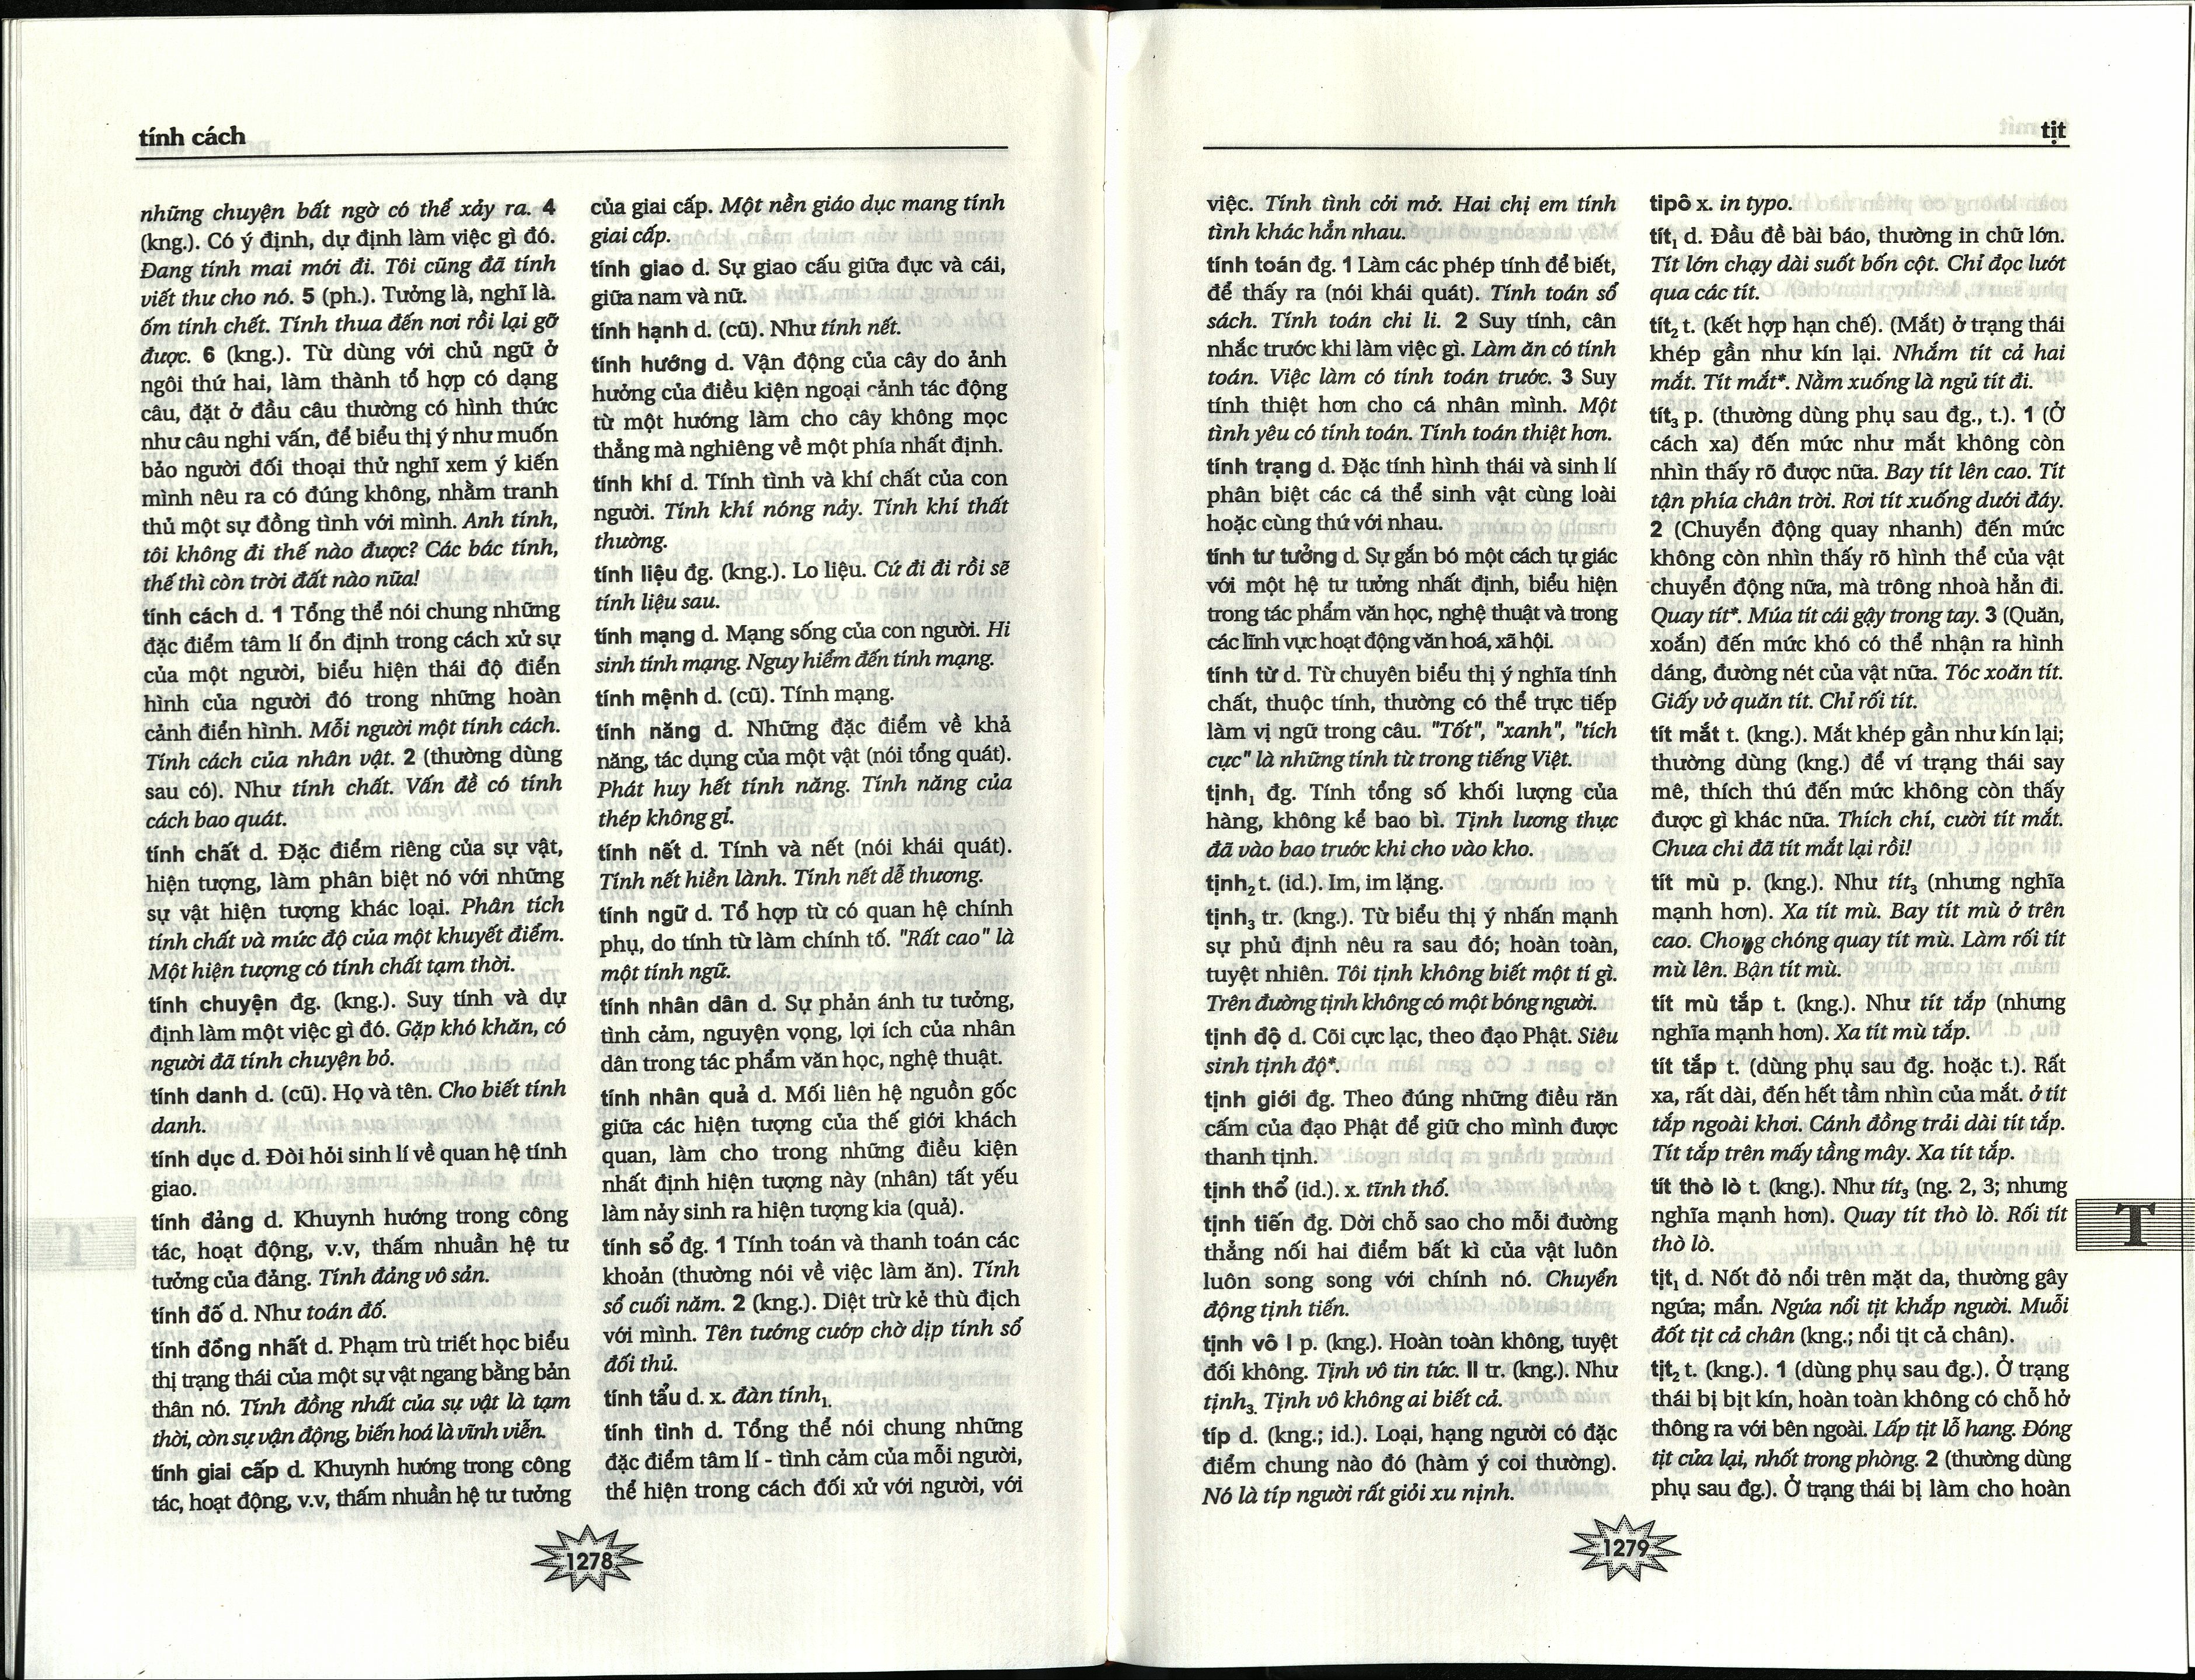 tính cách
những chuyện bất ngờ có thể xảy ra. 4
(kng.). Có ý định, dự định làm việc gì đó.
Đang tính mai mới đi. Tôi cũng đã tính
viết thư cho nó. 5 (ph.). Tưởng là, nghĩ là.
ốm tính chết. Tính thua đến nơi rồi lại gỡ
được. 6 (kng.). Từ dùng với chủ ngữ ở
ngôi thứ hai, làm thành tổ hợp có dạng
câu, đặt ở đầu câu thường có hình thức
như câu nghi vấn, để biểu thị ý như muốn
bảo người đối thoại thử nghĩ xem ý kiến
mình nêu ra có đúng không, nhằm tranh
thủ một sự đồng tình với mình. Anh tính,
tôi không đi thế nào được? Các bác tính,
thế thì còn trời đất nào nữa!
tính cách d. 1 Tổng thể nói chung những
đặc điểm tâm lí ổn định trong cách xử sự
của một người, biểu hiện thái độ điển
hình của người đó trong những hoàn
cảnh điển hình. Mỗi người một tính cách.
Tính cách của nhân vật. 2 (thường dùng
sau có). Như tính chất. Vấn đề có tính
cách bao quát.
tính chất d. Đặc điểm riêng của sự vật,
hiện tượng, làm phân biệt nó với những
sự vật hiện tượng khác loại. Phân tích
tính chất và mức độ của một khuyết điểm.
Một hiện tượng có tính chất tạm thời.
tính chuyện đg. (kng.). Suy tính và dự
định làm một việc gì đó. Gặp khó khăn, có
người đã tính chuyện bỏ.
tính danh d. (cũ). Họ và tên. Cho biết tính
danh.
tính dục d. Đòi hỏi sinh lí về quan hệ tính
giao.
tính đảng d. Khuynh hướng trong công
tác, hoạt động, v.v, thấm nhuần hệ tư
tưởng của đảng. Tính đảng vô sản.
tính đố d. Như toán đố.
tính đồng nhất d. Phạm trù triết học biểu
thị trạng thái của một sự vật ngang bằng bản
thân nó. Tính đồng nhất của sự vật là tạm
thời, còn sự vận động, biến hoá là vĩnh viễn.
tính giai cấp d. Khuynh hướng trong công
tác, hoạt động, v.v, thấm nhuần hệ tư tưởng
của giai cấp. Một nền giáo dục mang tính
giai cấp.
tính giao d. Sự giao cấu giữa đực và cái,
giữa nam và nữ.
tính hạnh d. (cũ). Như tính nết.
tính hướng d. Vận động của cây do ảnh
hưởng của điều kiện ngoại cảnh tác động
từ một hướng làm cho cây không mọc
thẳng mà nghiêng về một phía nhất định.
tính khí d. Tính tình và khí chất của con
người. Tính khí nóng nảy. Tính khí thất
thường.
tính liệu đg. (kng.). Lo liệu. Cứ đi đi rồi sẽ
tính liệu sau.
tính mạng d. Mạng sống của con người. Hi
sinh tính mạng. Nguy hiểm đến tính mạng.
tính mệnh d. (cũ). Tính mạng.
tính năng d. Những đặc điểm về khả
năng, tác dụng của một vật (nói tổng quát).
Phát huy hết tính năng. Tính năng của
thép không gỉ.
tính nết d. Tính và nết (nói khái quát).
Tính nết hiền lành. Tính nết dễ thương.
tính ngữ d. Tổ hợp từ có quan hệ chính
phụ, do tính từ làm chính tố. "Rất cao" là
một tính ngữ.
tính nhân dân d. Sự phản ánh tư tưởng,
tình cảm, nguyện vọng, lợi ích của nhân
dân trong tác phẩm văn học, nghệ thuật.
tính nhân quả d. Mối liên hệ nguồn gốc
giữa các hiện tượng của thế giới khách
quan, làm cho trong những điều kiện
nhất định hiện tượng này (nhân) tất yếu
làm nảy sinh ra hiện tượng kia (quả).
tính sổ đg. 1 Tính toán và thanh toán các
khoản (thường nói về việc làm ăn). Tính
sổ cuối năm. 2 (kng.). Diệt trừ kẻ thù địch
với mình. Tên tướng cướp chờ dịp tính sổ
đối thủ.
tính tẩu d. x. đàn tính₁.
tính tình d. Tổng thể nói chung những
đặc điểm tâm lí - tình cảm của mỗi người,
thể hiện trong cách đối xử với người, với
1278
tịt
việc. Tính tình cởi mở. Hai chị em tính
tình khác hẳn nhau.
tính toán đg. 1 Làm các phép tính để biết,
để thấy ra (nói khái quát). Tính toán sổ
sách. Tính toán chi li. 2 Suy tính, cân
nhắc trước khi làm việc gì. Làm ăn có tính
toán. Việc làm có tính toán trước. 3 Suy
tính thiệt hơn cho cá nhân mình. Một
tình yêu có tính toán. Tính toán thiệt hơn.
tính trạng d. Đặc tính hình thái và sinh lí
phân biệt các cá thể sinh vật cùng loài
hoặc cùng thứ với nhau.
tính tư tưởng d. Sự gắn bó một cách tự giác
với một hệ tư tưởng nhất định, biểu hiện
trong tác phẩm văn học, nghệ thuật và trong
các lĩnh vực hoạt động văn hoá, xã hội.
tính từ d. Từ chuyên biểu thị ý nghĩa tính
chất, thuộc tính, thường có thể trực tiếp
làm vị ngữ trong câu. "Tốt", "xanh", "tích
cực" là những tính từ trong tiếng Việt.
tịnh₁ đg. Tính tổng số khối lượng của
hàng, không kể bao bì. Tịnh lương thực
đã vào bao trước khi cho vào kho.
tịnh₂ t. (id.). Im, im lặng.
tịnh₃ tr. (kng.). Từ biểu thị ý nhấn mạnh
sự phủ định nêu ra sau đó; hoàn toàn,
tuyệt nhiên. Tôi tịnh không biết một tí gì.
Trên đường tịnh không có một bóng người.
tịnh độ d. Cõi cực lạc, theo đạo Phật. Siêu
sinh tịnh độ*.
tịnh giới đg. Theo đúng những điều răn
cấm của đạo Phật để giữ cho mình được
thanh tịnh.
tịnh thổ (id.). x. tĩnh thổ.
tịnh tiến đg. Dời chỗ sao cho mỗi đường
thẳng nối hai điểm bất kì của vật luôn
luôn song song với chính nó. Chuyển
động tịnh tiến.
tịnh vô I p. (kng.). Hoàn toàn không, tuyệt
đối không. Tịnh vô tin tức. II tr. (kng.). Như
tịnh₃. Tịnh vô không ai biết cả.
típ d. (kng.; id.). Loại, hạng người có đặc
điểm chung nào đó (hàm ý coi thường).
Nó là típ người rất giỏi xu nịnh.
tipô x. in typo.
tít₁ d. Đầu đề bài báo, thường in chữ lớn.
Tít lớn chạy dài suốt bốn cột. Chỉ đọc lướt
qua các tít.
tít₂ t. (kết hợp hạn chế). (Mắt) ở trạng thái
khép gần như kín lại. Nhắm tít cả hai
mắt. Tít mắt*. Nằm xuống là ngủ tít đi.
tít₃ p. (thường dùng phụ sau đg., t.). 1 (Ở
cách xa) đến mức như mắt không còn
nhìn thấy rõ được nữa. Bay tít lên cao. Tít
tận phía chân trời. Rơi tít xuống dưới đáy.
2 (Chuyển động quay nhanh) đến mức
không còn nhìn thấy rõ hình thể của vật
chuyển động nữa, mà trông nhoà hẳn đi.
Quay tít*. Múa tít cái gậy trong tay. 3 (Quăn,
xoắn) đến mức khó có thể nhận ra hình
dáng, đường nét của vật nữa. Tóc xoăn tít.
Giấy vở quăn tít. Chỉ rối tít.
tít mắt t. (kng.). Mắt khép gần như kín lại;
thường dùng (kng.) để ví trạng thái say
mê, thích thú đến mức không còn thấy
được gì khác nữa. Thích chí, cười tít mắt.
Chưa chi đã tít mắt lại rồi!
tít mù p. (kng.). Như tít₃ (nhưng nghĩa
mạnh hơn). Xa tít mù. Bay tít mù ở trên
cao. Chong chóng quay tít mù. Làm rối tít
mù lên. Bận tít mù.
tít mù tắp t. (kng.). Như tít tắp (nhưng
nghĩa mạnh hơn). Xa tít mù tắp.
tít tắp t. (dùng phụ sau đg. hoặc t.). Rất
xa, rất dài, đến hết tầm nhìn của mắt. ở tít
tắp ngoài khơi. Cánh đồng trải dài tít tắp.
Tít tắp trên mấy tầng mây. Xa tít tắp.
tít thò lò t. (kng.). Như tít₃ (ng. 2, 3; nhưng
nghĩa mạnh hơn). Quay tít thò lò. Rối tít
thò lò.
tịt₁ d. Nốt đỏ nổi trên mặt da, thường gây
ngứa; mẩn. Ngứa nổi tịt khắp người. Muỗi
đốt tịt cả chân (kng.; nổi tịt cả chân).
tịt₂ t. (kng.). 1 (dùng phụ sau đg.). Ở trạng
thái bị bịt kín, hoàn toàn không có chỗ hở
thông ra với bên ngoài. Lấp tịt lỗ hang. Đóng
tịt cửa lại, nhốt trong phòng. 2 (thường dùng
phụ sau đg.). Ở trạng thái bị làm cho hoàn
T
1279